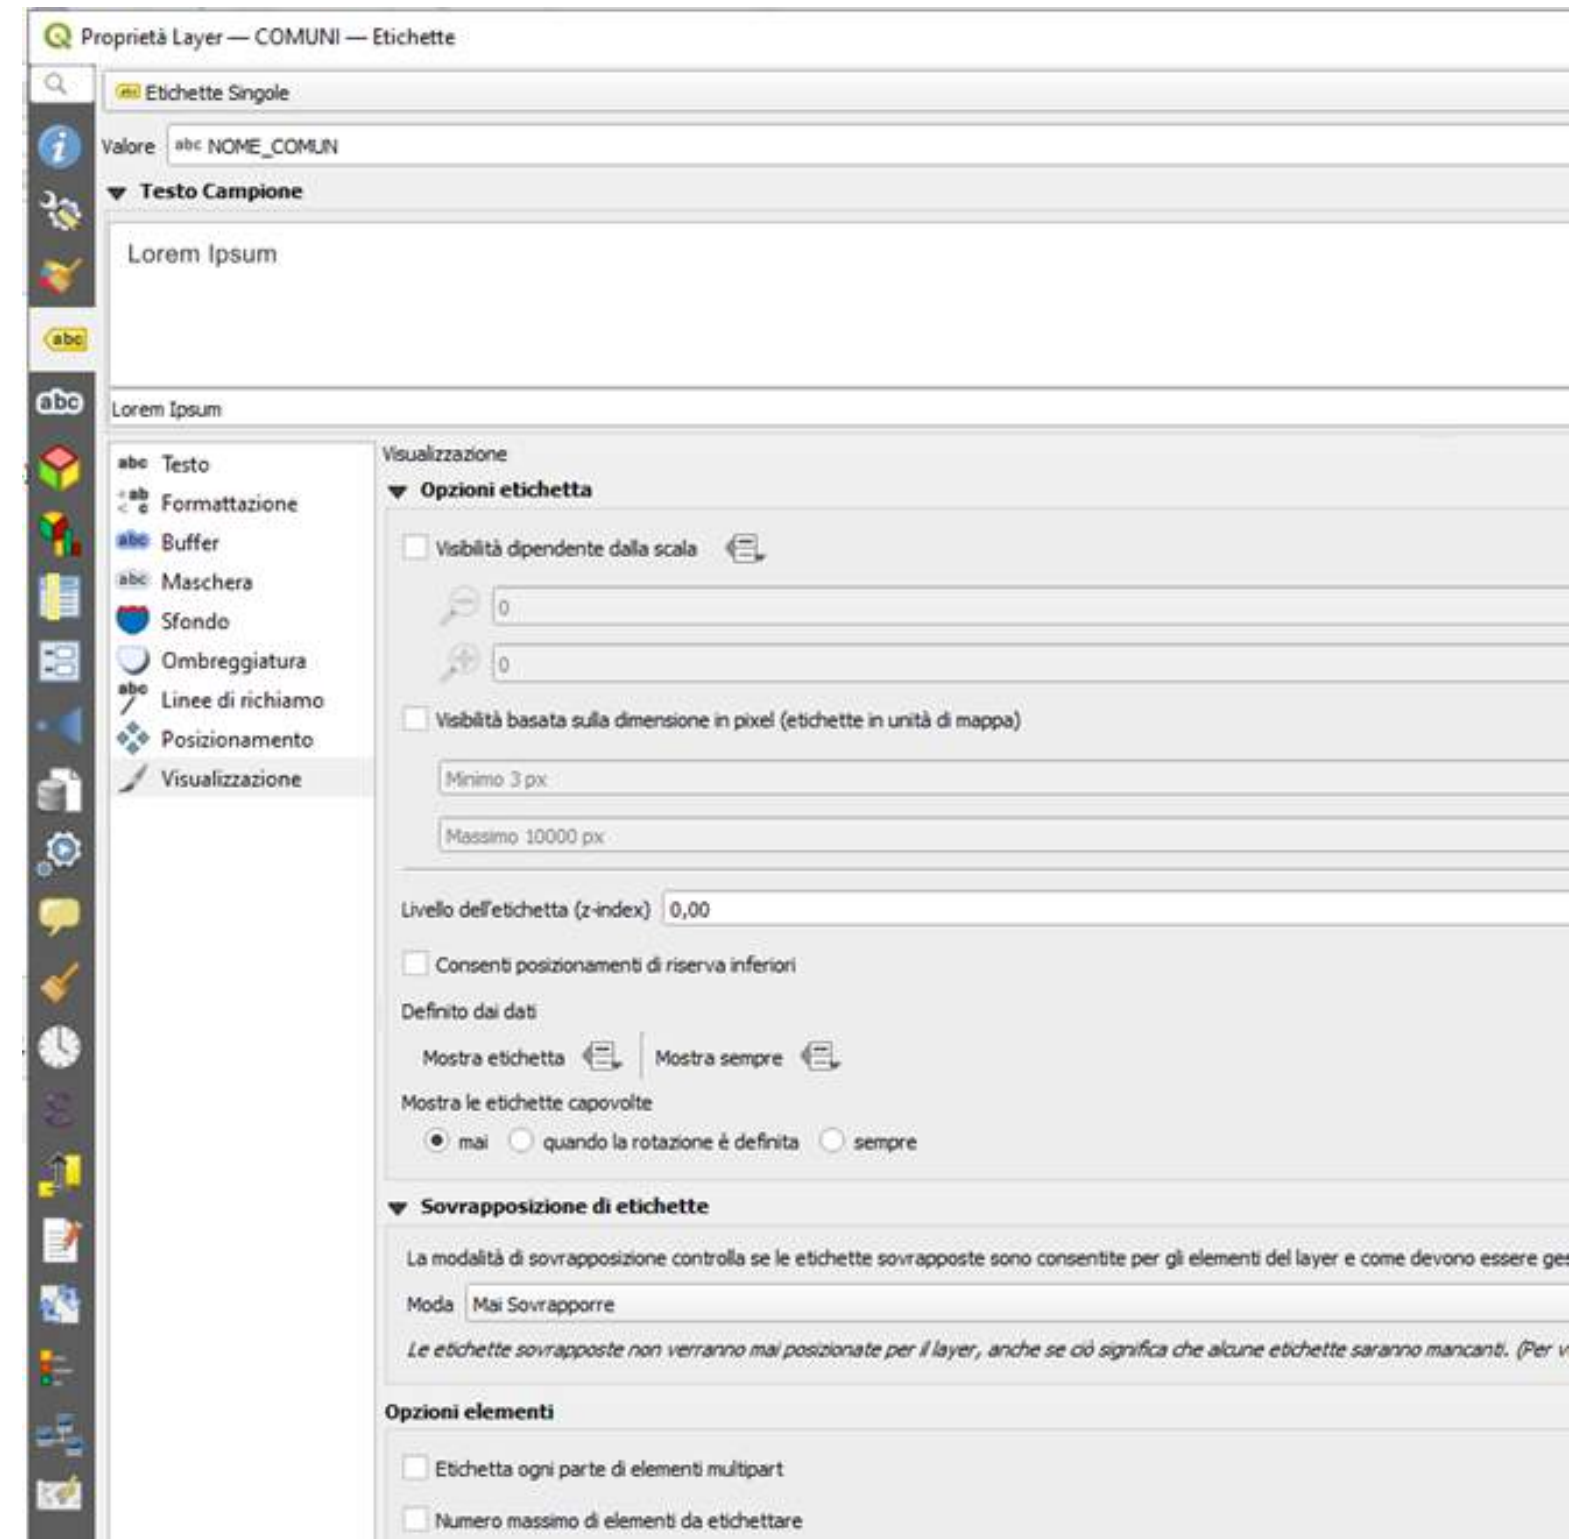 Proprietà Layer — COMUNI — Etichette
abc Etichette Singole
Valore abc NOME_COMUN
Testo Campione
Lorem Ipsum
abc
abc
Lorem Ipsum
abc Testo
ab c Formattazione
abc Buffer
abc Maschera
Sfondo
Ombreggiatura
abc Linee di richiamo
Posizionamento
Visualizzazione
Visualizzazione
Opzioni etichetta
Visibilità dipendente dalla scala
0
0
Visibilità basata sulla dimensione in pixel (etichette in unità di mappa)
Minimo 3 px
Massimo 10000 px
Livello dell'etichetta (z-index) 0,00
Consenti posizionamenti di riserva inferiori
Definito dai dati
Mostra etichetta Mostra sempre
Mostra le etichette capovolte
mai quando la rotazione è definita sempre
Sovrapposizione di etichette
La modalità di sovrapposizione controlla se le etichette sovrapposte sono consentite per gli elementi del layer e come devono essere ges
Moda Mai Sovrapporre
Le etichette sovrapposte non verranno mai posizionate per il layer, anche se ciò significa che alcune etichette saranno mancanti. (Per v
Opzioni elementi
Etichetta ogni parte di elementi multipart
Numero massimo di elementi da etichettare